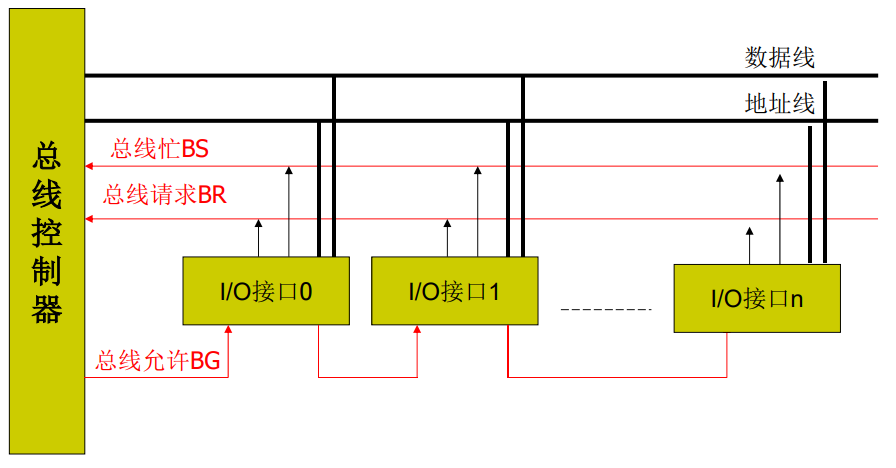 数据线
地址线
总线忙BS
总线请求BR
总线控制器
I/O接口0
I/O接口1
I/O接口n
总线允许BG